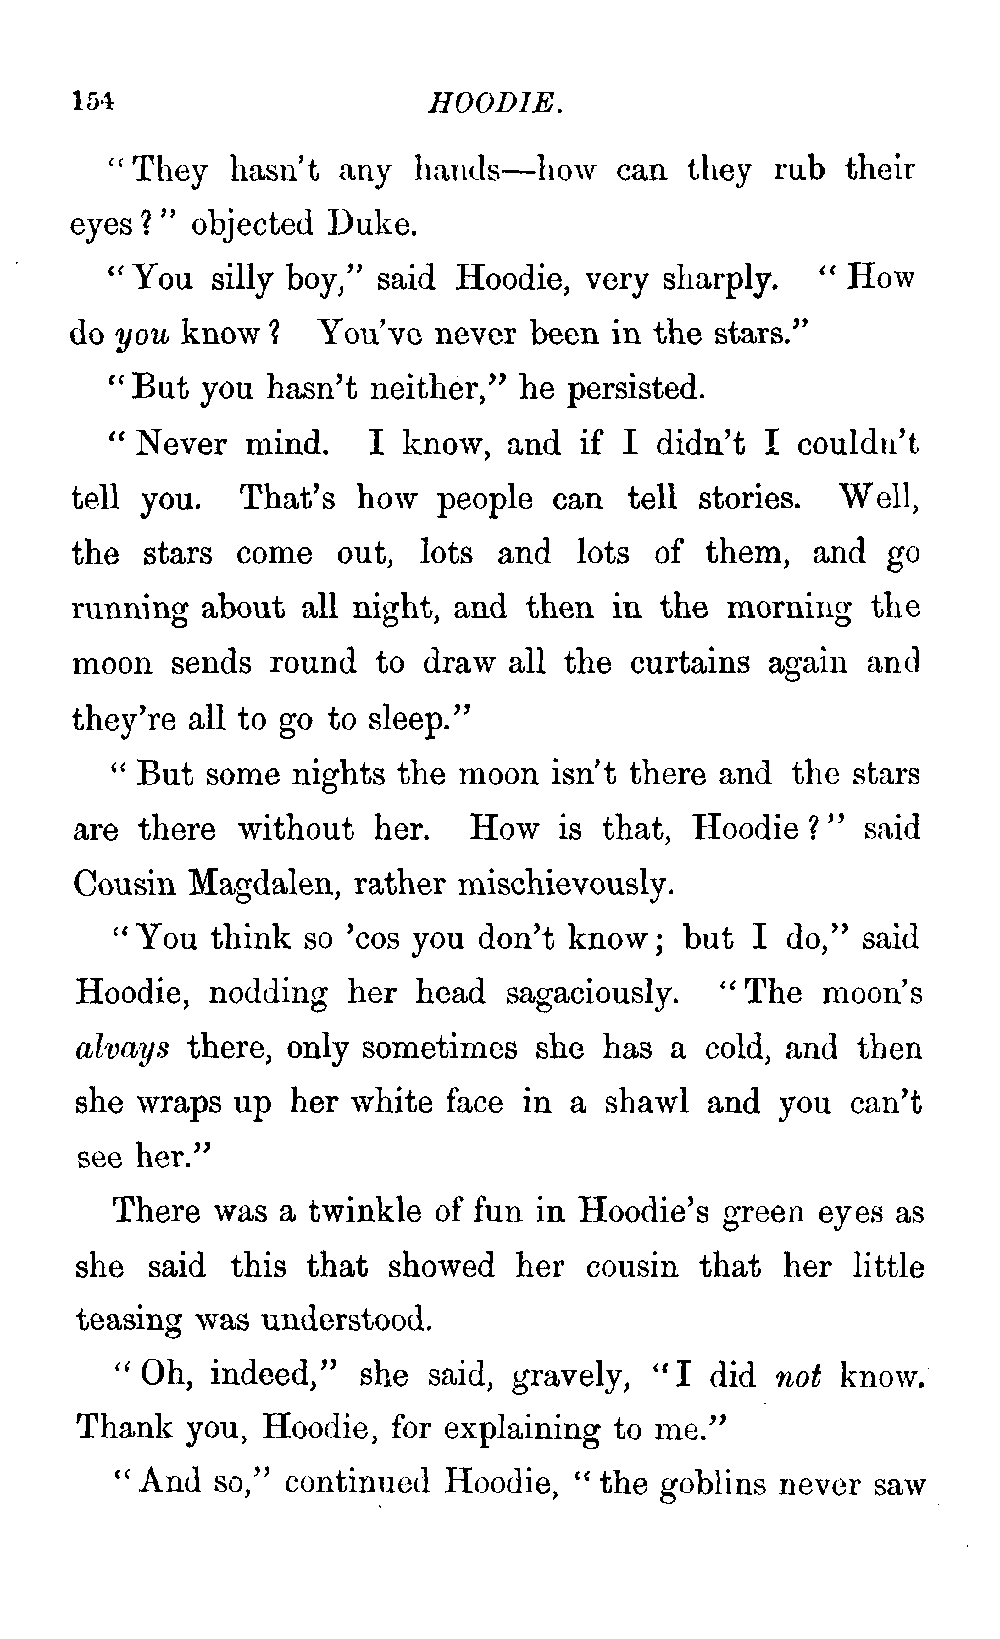 154 HOODIE.
"They hasn't any hands—how can they rub their
eyes?" objected Duke.
"You silly boy," said Hoodie, very sharply. "How
do you know? You've never been in the stars."
"But you hasn't neither," he persisted.
"Never mind. I know, and if I didn't I couldn't
tell you. That's how people can tell stories. Well,
the stars come out, lots and lots of them, and go
running about all night, and then in the morning the
moon sends round to draw all the curtains again and
they're all to go to sleep."
"But some nights the moon isn't there and the stars
are there without her. How is that, Hoodie?" said
Cousin Magdalen, rather mischievously.
"You think so 'cos you don't know; but I do," said
Hoodie, nodding her head sagaciously. "The moon's
alvays there, only sometimes she has a cold, and then
she wraps up her white face in a shawl and you can't
see her."
There was a twinkle of fun in Hoodie's green eyes as
she said this that showed her cousin that her little
teasing was understood.
"Oh, indeed," she said, gravely, "I did not know.
Thank you, Hoodie, for explaining to me."
"And so," continued Hoodie, "the goblins never saw